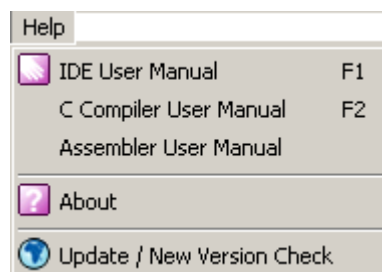 Help
IDE User Manual F1
C Compiler User Manual F2
Assembler User Manual
About
Update / New Version Check